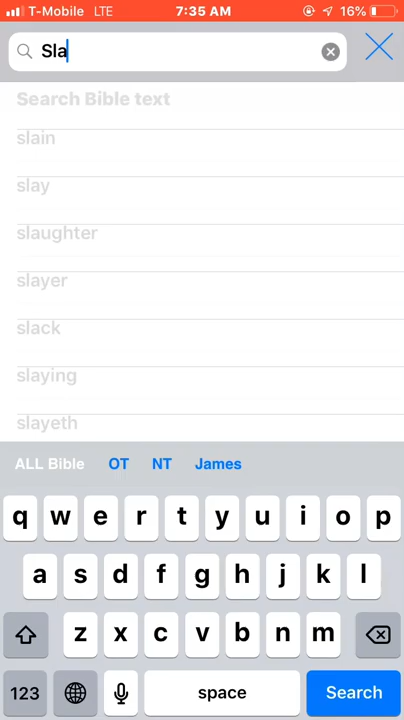 T-Mobile LTE 7:35 AM 16%
Sla
Search Bible text
slain
slay
slaughter
slayer
slack
slaying
slayeth
ALL Bible OT NT James
q w e r t y u i o p
a s d f g h j k l
z x c v b n m
123 space Search